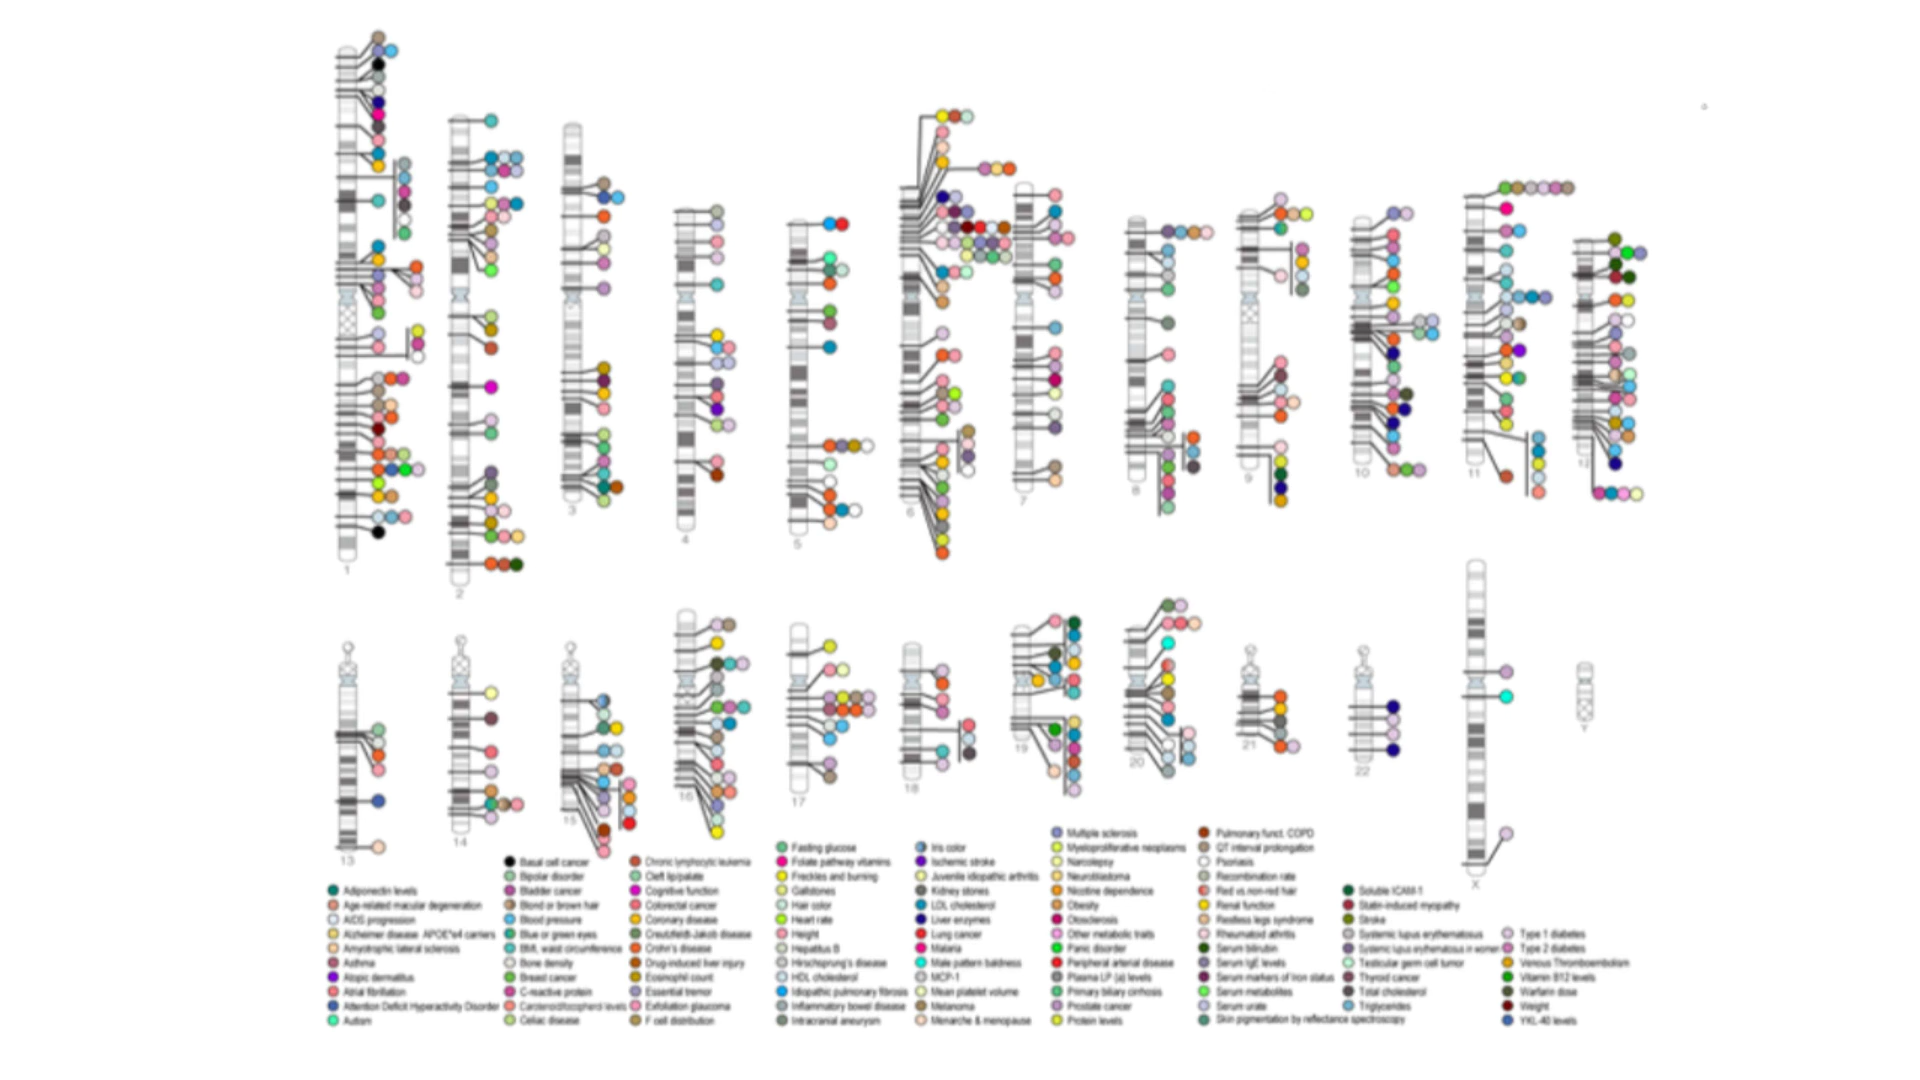 1
2
3
4
5
6
7
8
9
10
11
12
13
14
15
16
17
18
19
20
21
22
X
Y
Adiponectin levels
Age-related macular degeneration
AIDS progression
Alzheimer disease APOE*e4 carriers
Amyotrophic lateral sclerosis
Asthma
Atopic dermatitis
Atrial fibrillation
Attention Deficit Hyperactivity Disorder
Autism
Basal cell cancer
Bipolar disorder
Bladder cancer
Blond or brown hair
Blood pressure
Blue or green eyes
BMI, waist circumference
Bone density
Breast cancer
C-reactive protein
Carotenoid/tocopherol levels
Celiac disease
Chronic lymphocytic leukemia
Cleft lip/palate
Cognitive function
Colorectal cancer
Coronary disease
Creutzfeldt-Jakob disease
Crohn's disease
Drug-induced liver injury
Eosinophil count
Essential tremor
Exfoliation glaucoma
F cell distribution
Fasting glucose
Folate pathway vitamins
Freckles and burning
Gallstones
Hair color
Heart rate
Height
Hepatitis B
Hirschsprung's disease
HDL cholesterol
Idiopathic pulmonary fibrosis
Inflammatory bowel disease
Intracranial aneurysm
Iris color
Ischemic stroke
Juvenile idiopathic arthritis
Kidney stones
LDL cholesterol
Liver enzymes
Lung cancer
Malaria
Male pattern baldness
MCP-1
Mean platelet volume
Melanoma
Menarche & menopause
Multiple sclerosis
Myeloproliferative neoplasms
Narcolepsy
Neuroblastoma
Nicotine dependence
Obesity
Otosclerosis
Other metabolic traits
Panic disorder
Peripheral arterial disease
Plasma LP (a) levels
Primary biliary cirrhosis
Prostate cancer
Protein levels
Pulmonary funct. COPD
QT interval prolongation
Psoriasis
Recombination rate
Red vs.non-red hair
Renal function
Restless legs syndrome
Rheumatoid athritis
Serum bilirubin
Serum IgE levels
Serum markers of iron status
Serum metabolites
Serum urate
Skin pigmentation by reflectance spectroscopy
Soluble ICAM-1
Statin-induced myopathy
Stroke
Systemic lupus erythematosus
Systemic lupus erythematosus in women
Testicular germ cell tumor
Thyroid cancer
Total cholesterol
Triglycerides
Type 1 diabetes
Type 2 diabetes
Venous Thromboembolism
Vitamin B12 levels
Warfarin dose
Weight
YKL-40 levels